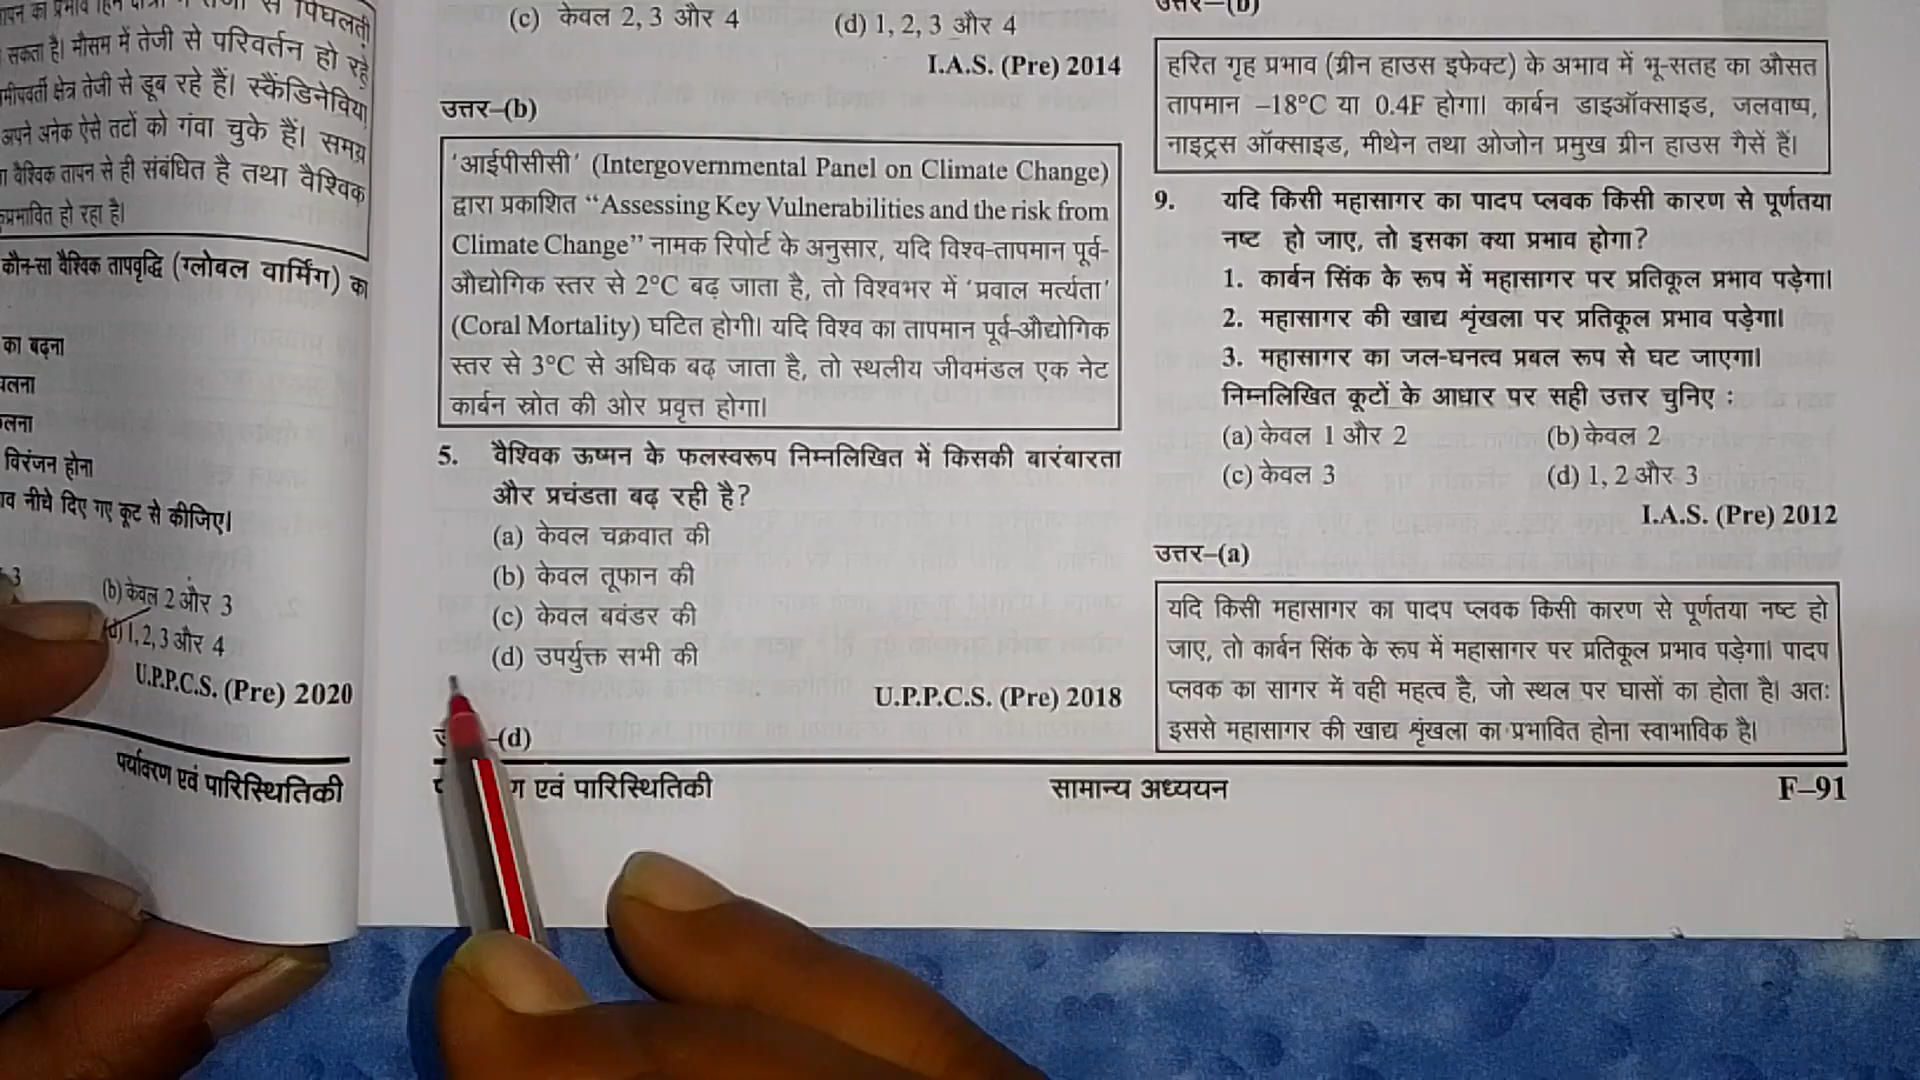 सकता है। मौसम में तेजी से परिवर्तन हो रहे
क्षेत्र तेजी से डूब रहे हैं। स्कैंडिनेविया
अपने अनेक ऐसे तटों को गंवा चुके हैं। समग्र
वैश्विक तापन से ही संबंधित है तथा वैश्विक
प्रभावित हो रहा है।
कौन-सा वैश्विक तापवृद्धि (ग्लोबल वार्मिंग) का
का बढ़ना
विरंजन होना
नीचे दिए गए कूट से कीजिए।
3
(b) केवल 2 और 3
(d) 1, 2, 3 और 4
U.P.P.C.S. (Pre) 2020
पर्यावरण एवं पारिस्थितिकी
(c) केवल 2, 3 और 4 (d) 1, 2, 3 और 4
I.A.S. (Pre) 2014
उत्तर–(b)
'आईपीसीसी' (Intergovernmental Panel on Climate Change)
द्वारा प्रकाशित “Assessing Key Vulnerabilities and the risk from
Climate Change” नामक रिपोर्ट के अनुसार, यदि विश्व-तापमान पूर्व-
औद्योगिक स्तर से 2°C बढ़ जाता है, तो विश्वभर में 'प्रवाल मर्त्यता'
(Coral Mortality) घटित होगी। यदि विश्व का तापमान पूर्व-औद्योगिक
स्तर से 3°C से अधिक बढ़ जाता है, तो स्थलीय जीवमंडल एक नेट
कार्बन स्रोत की ओर प्रवृत्त होगा।
5. वैश्विक ऊष्मन के फलस्वरूप निम्नलिखित में किसकी बारंबारता
और प्रचंडता बढ़ रही है?
(a) केवल चक्रवात की
(b) केवल तूफान की
(c) केवल बवंडर की
(d) उपर्युक्त सभी की
U.P.P.C.S. (Pre) 2018
–(d)
एवं पारिस्थितिकी
सामान्य अध्ययन
उत्तर–(b)
हरित गृह प्रभाव (ग्रीन हाउस इफेक्ट) के अभाव में भू-सतह का औसत
तापमान –18°C या 0.4F होगा। कार्बन डाइऑक्साइड, जलवाष्प,
नाइट्रस ऑक्साइड, मीथेन तथा ओजोन प्रमुख ग्रीन हाउस गैसें हैं।
9. यदि किसी महासागर का पादप प्लवक किसी कारण से पूर्णतया
नष्ट हो जाए, तो इसका क्या प्रभाव होगा?
1. कार्बन सिंक के रूप में महासागर पर प्रतिकूल प्रभाव पड़ेगा।
2. महासागर की खाद्य शृंखला पर प्रतिकूल प्रभाव पड़ेगा।
3. महासागर का जल-घनत्व प्रबल रूप से घट जाएगा।
निम्नलिखित कूटों के आधार पर सही उत्तर चुनिए :
(a) केवल 1 और 2 (b) केवल 2
(c) केवल 3 (d) 1, 2 और 3
I.A.S. (Pre) 2012
उत्तर–(a)
यदि किसी महासागर का पादप प्लवक किसी कारण से पूर्णतया नष्ट हो
जाए, तो कार्बन सिंक के रूप में महासागर पर प्रतिकूल प्रभाव पड़ेगा। पादप
प्लवक का सागर में वही महत्व है, जो स्थल पर घासों का होता है। अतः
इससे महासागर की खाद्य शृंखला का प्रभावित होना स्वाभाविक है।
F–91